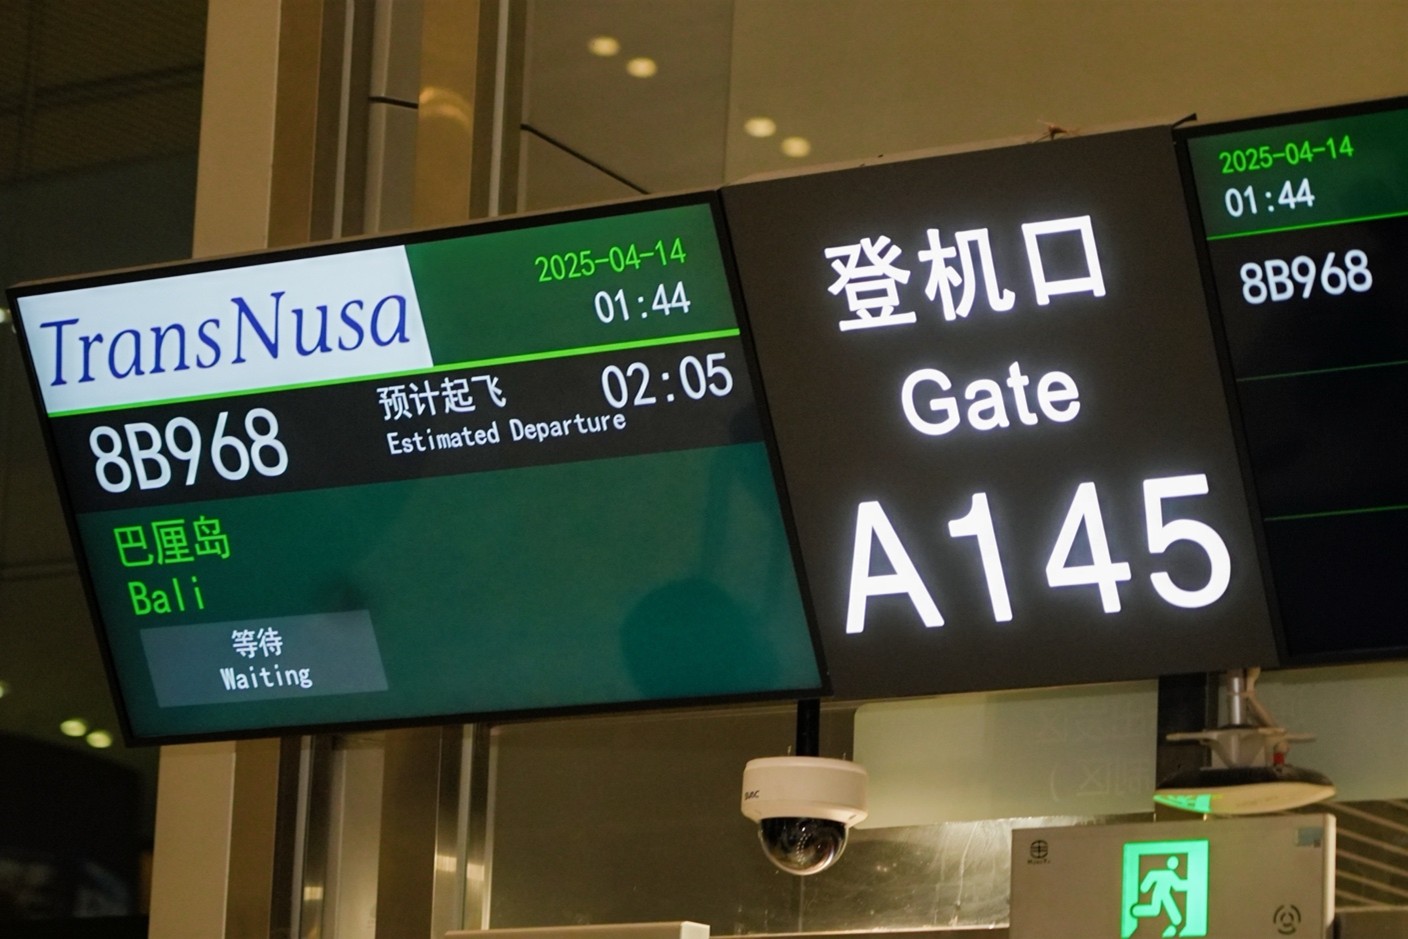 TransNusa
2025-04-14
01:44
8B968
预计起飞
Estimated Departure
02:05
巴厘岛
Bali
等待
Waiting
登机口
Gate
A145
2025-04-14
01:44
8B968